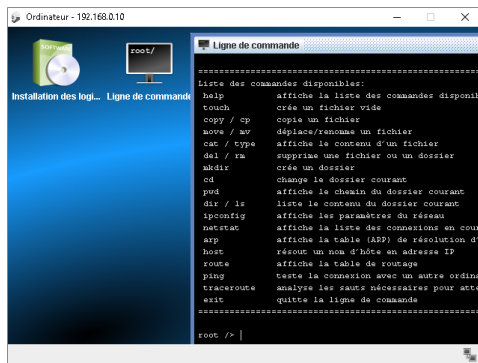 Ordinateur - 192.168.0.10
SOFTWARE
root/
Installation des logi...
Ligne de commande
Ligne de commande
================================================
Liste des commandes disponibles:
help affiche la liste des commandes disponib
touch crée un fichier vide
copy / cp copie un fichier
move / mv déplace/renomme un fichier
cat / type affiche le contenu d'un fichier
del / rm supprime une fichier ou un dossier
mkdir crée un dossier
cd change le dossier courant
pwd affiche le chemin du dossier courant
dir / ls liste le contenu du dossier courant
ipconfig affiche les paramètres du réseau
netstat affiche la liste des connexions en cour
arp affiche la table (ARP) de résolution d'
host résout un nom d'hôte en adresse IP
route affiche la table de routage
ping teste la connexion avec un autre ordina
traceroute analyse les sauts nécessaires pour atte
exit quitte la ligne de commande
================================================
root />